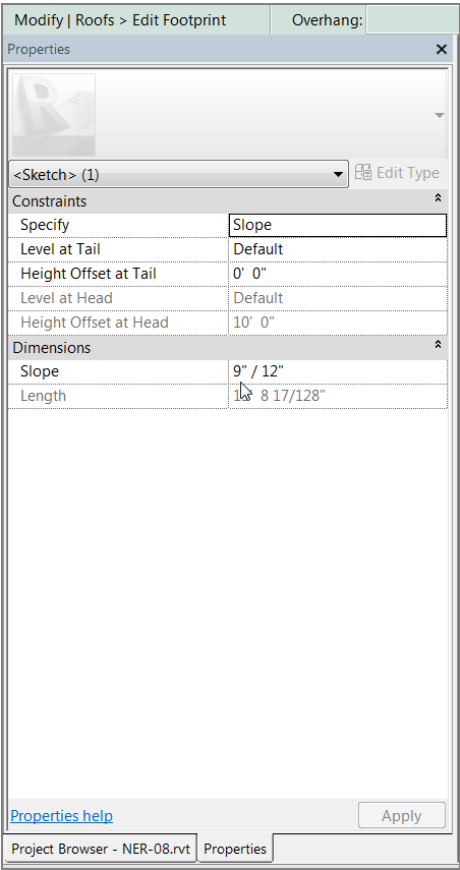 Modify | Roofs > Edit Footprint Overhang:
Properties
<Sketch> (1) Edit Type
Constraints
Specify Slope
Level at Tail Default
Height Offset at Tail 0' 0"
Level at Head Default
Height Offset at Head 10' 0"
Dimensions
Slope 9" / 12"
Length 8 17/128"
Properties help Apply
Project Browser - NER-08.rvt Properties